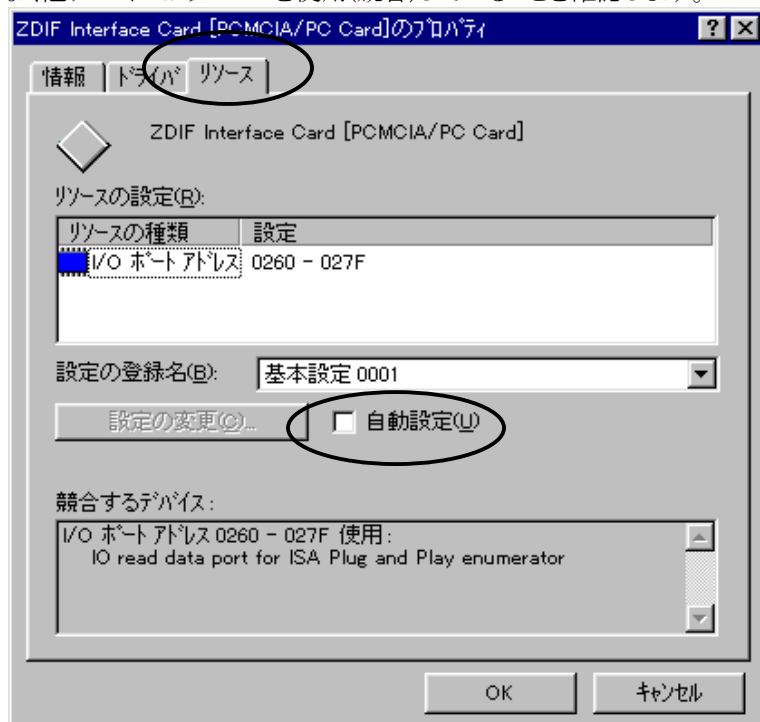 ZDIF Interface Card [PCMCIA/PC Card]のプロパティ
情報 ドライバ リソース
ZDIF Interface Card [PCMCIA/PC Card]
リソースの設定(R):
リソースの種類 設定
I/O ポート アドレス 0260 - 027F
設定の登録名(B): 基本設定 0001
設定の変更(C)... 自動設定(U)
競合するデバイス:
I/O ポート アドレス 0260 - 027F 使用:
IO read data port for ISA Plug and Play enumerator
OK キャンセル